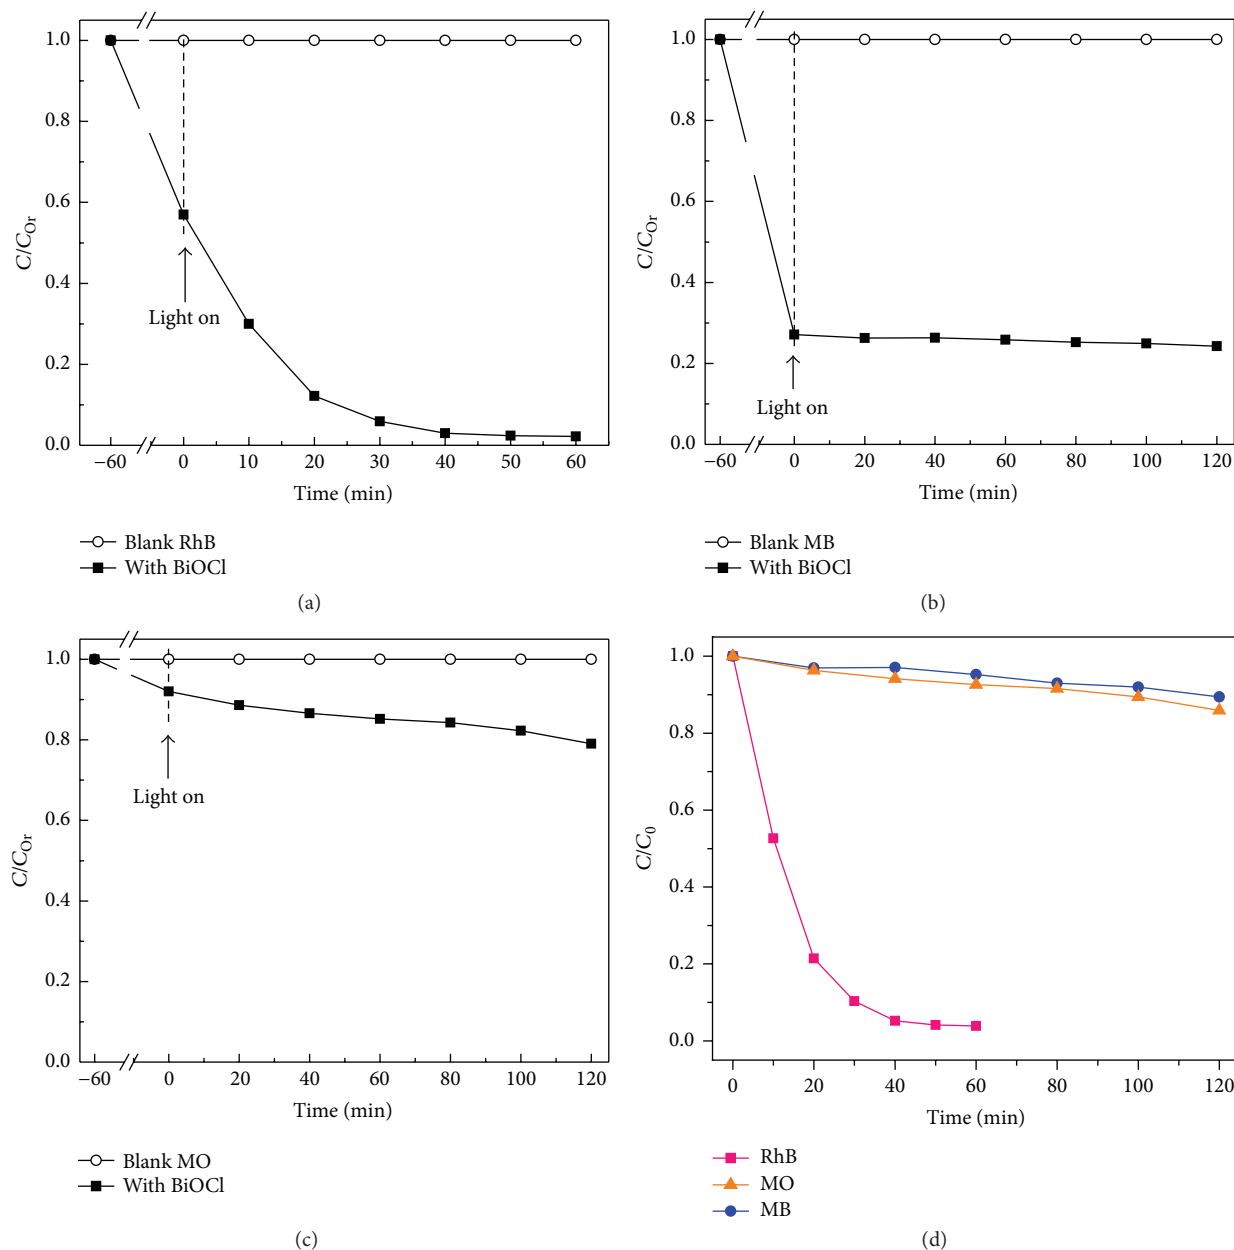 1.0
0.8
0.6
0.4
0.2
0.0
C/C_Or
Light on
−60 0 10 20 30 40 50 60
Time (min)
Blank RhB
With BiOCl
(a)
1.0
0.8
0.6
0.4
0.2
0.0
C/C_Or
Light on
−60 0 20 40 60 80 100 120
Time (min)
Blank MB
With BiOCl
(b)
1.0
0.8
0.6
0.4
0.2
0.0
C/C_Or
Light on
−60 0 20 40 60 80 100 120
Time (min)
Blank MO
With BiOCl
(c)
1.0
0.8
0.6
0.4
0.2
0.0
C/C_0
0 20 40 60 80 100 120
Time (min)
RhB
MO
MB
(d)